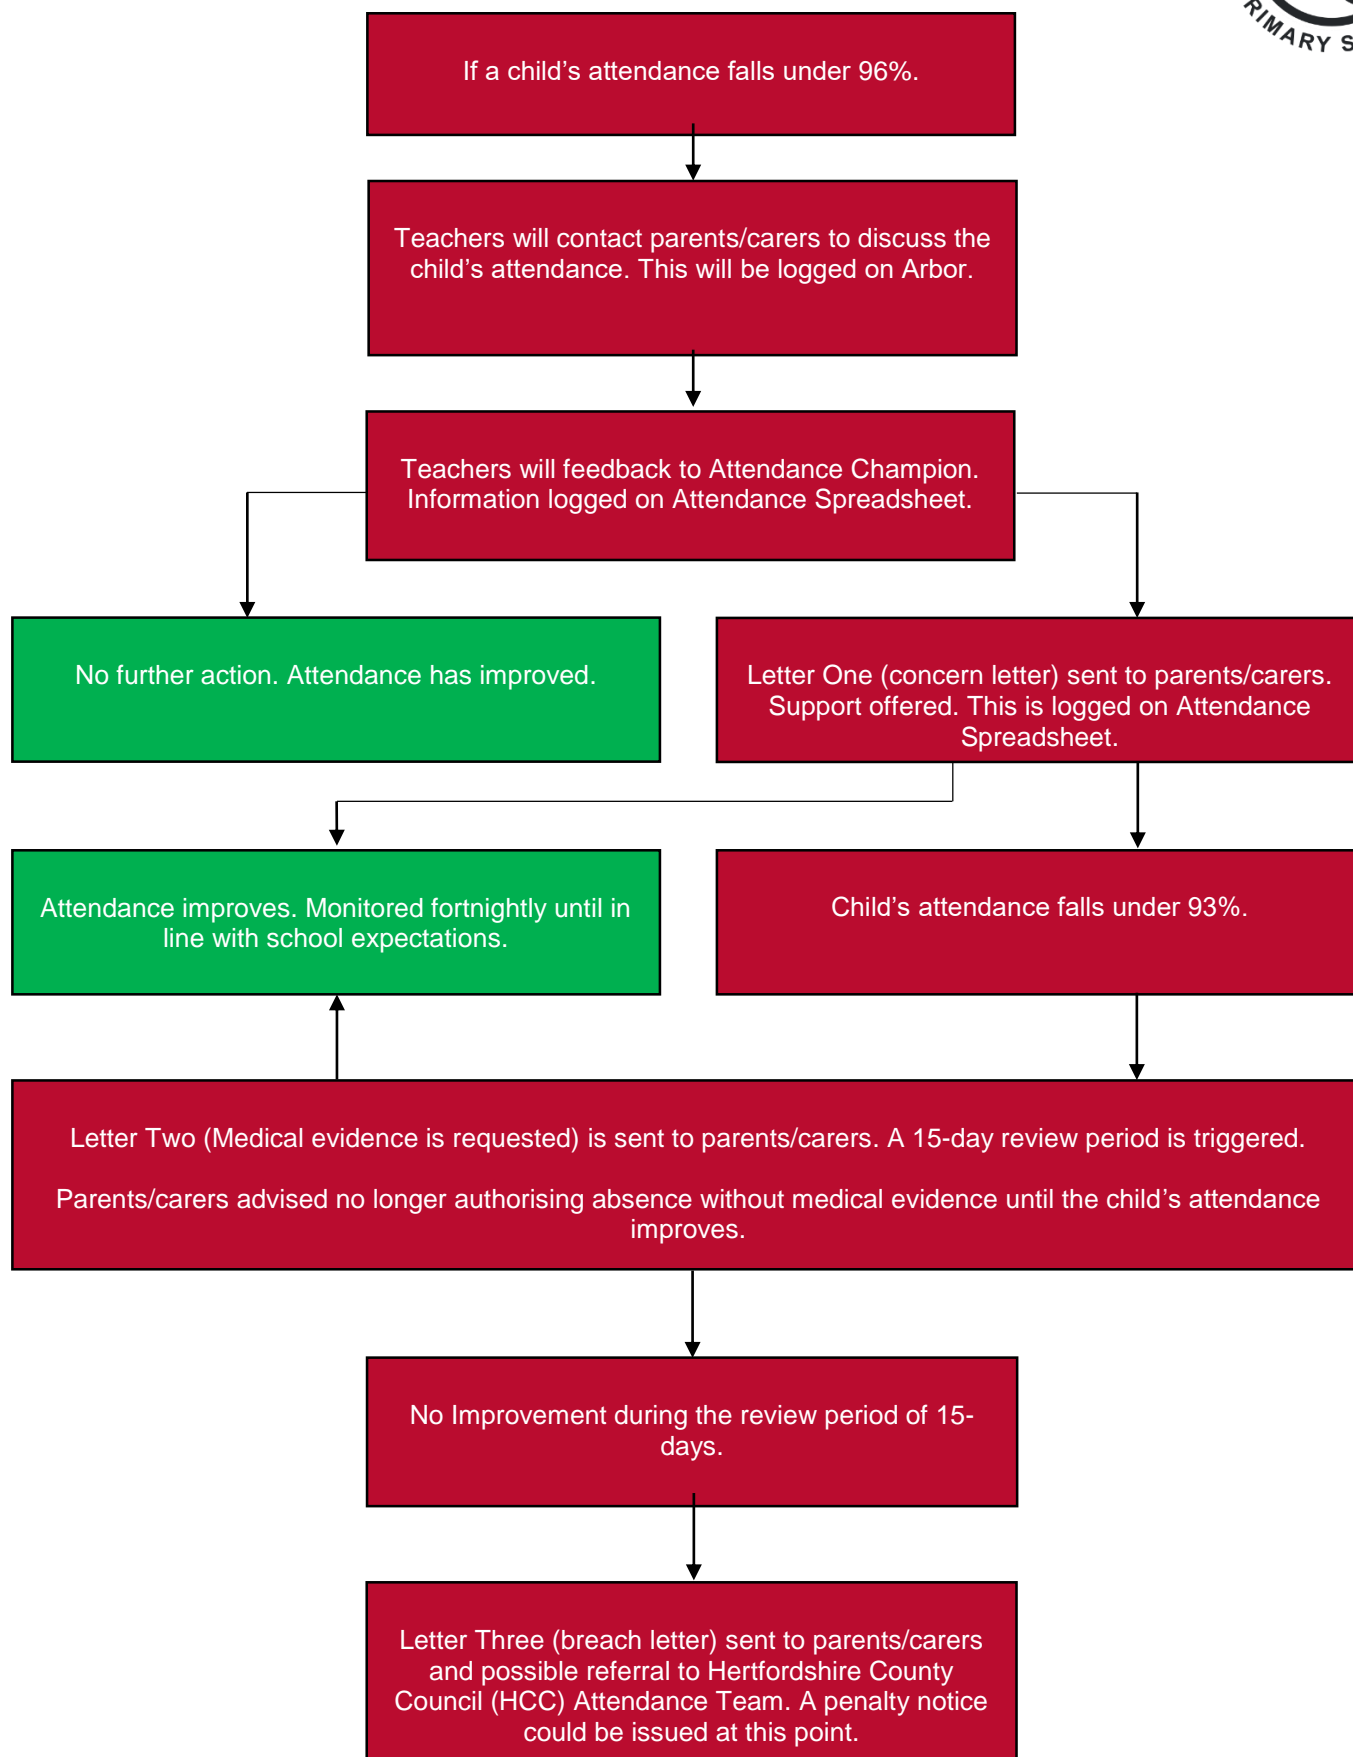 If a child’s attendance falls under 96%.
Teachers will contact parents/carers to discuss the
child’s attendance. This will be logged on Arbor.
Teachers will feedback to Attendance Champion.
Information logged on Attendance Spreadsheet.
No further action. Attendance has improved.
Letter One (concern letter) sent to parents/carers.
Support offered. This is logged on Attendance
Spreadsheet.
Attendance improves. Monitored fortnightly until in
line with school expectations.
Child’s attendance falls under 93%.
Letter Two (Medical evidence is requested) is sent to parents/carers. A 15-day review period is triggered.
Parents/carers advised no longer authorising absence without medical evidence until the child’s attendance
improves.
No Improvement during the review period of 15-
days.
Letter Three (breach letter) sent to parents/carers
and possible referral to Hertfordshire County
Council (HCC) Attendance Team. A penalty notice
could be issued at this point.